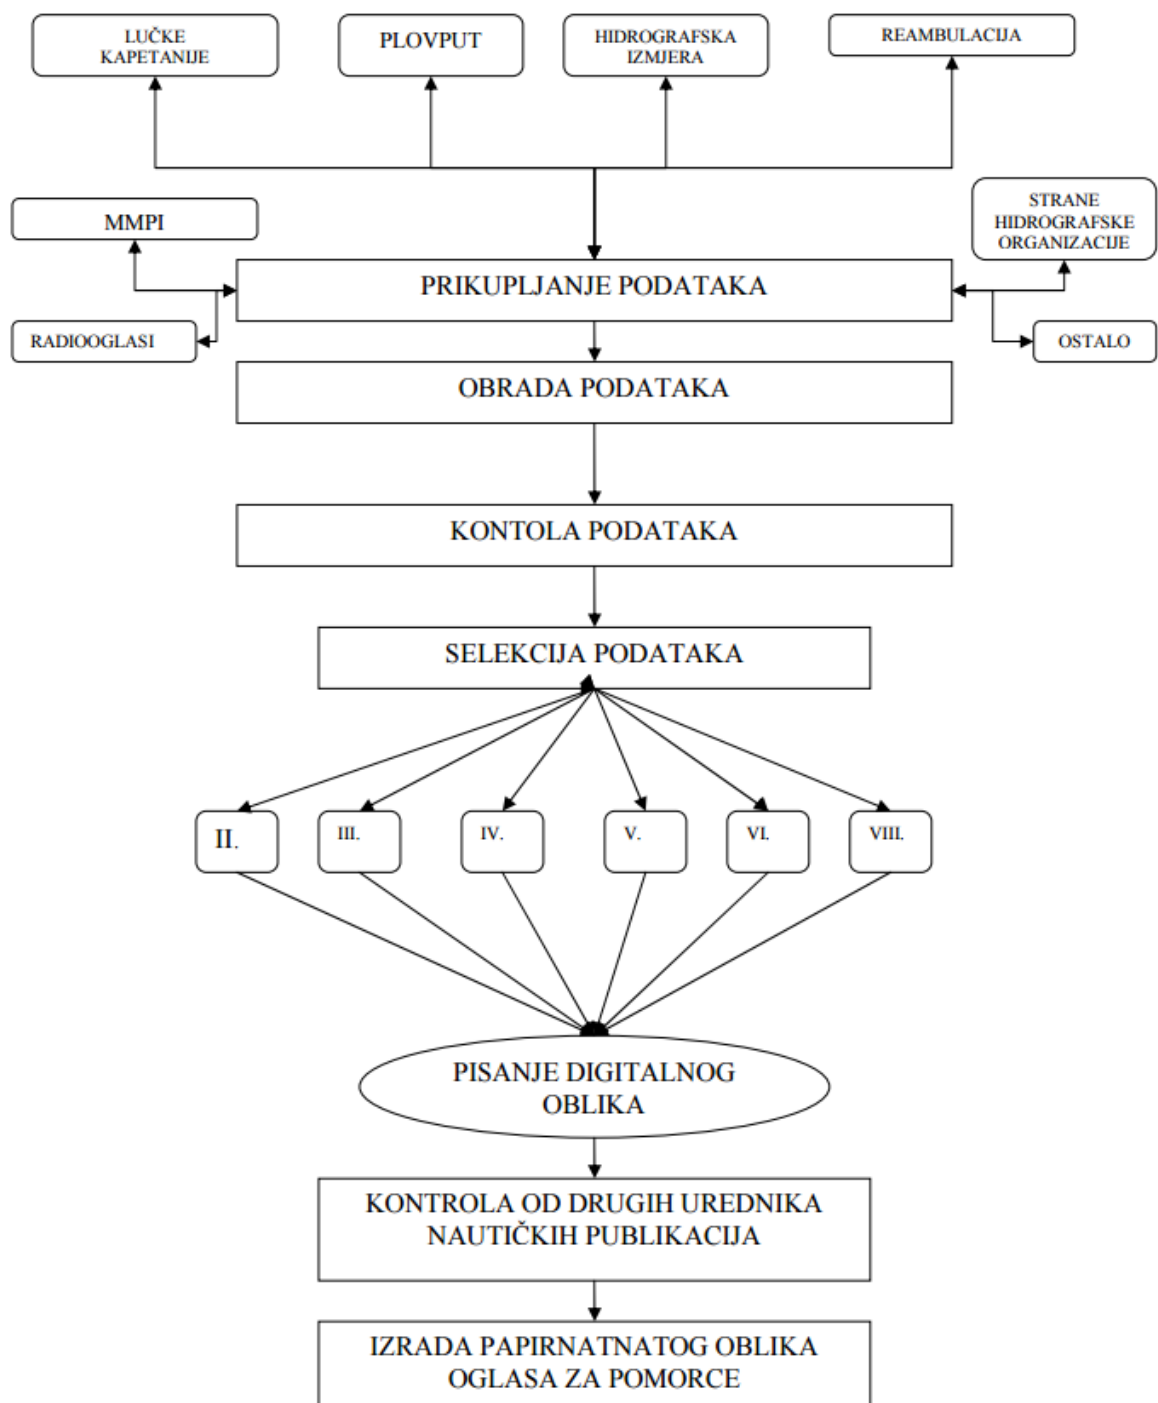 LUČKE
KAPETANIJE
PLOVPUT
HIDROGRAFSKA
IZMJERA
REAMBULACIJA
MMPI
STRANE
HIDROGRAFSKE
ORGANIZACIJE
PRIKUPLJANJE PODATAKA
RADIOOGLASI
OSTALO
OBRADA PODATAKA
KONTOLA PODATAKA
SELEKCIJA PODATAKA
II.
III.
IV.
V.
VI.
VIII.
PISANJE DIGITALNOG
OBLIKA
KONTROLA OD DRUGIH UREDNIKA
NAUTIČKIH PUBLIKACIJA
IZRADA PAPIRNATNATOG OBLIKA
OGLASA ZA POMORCE